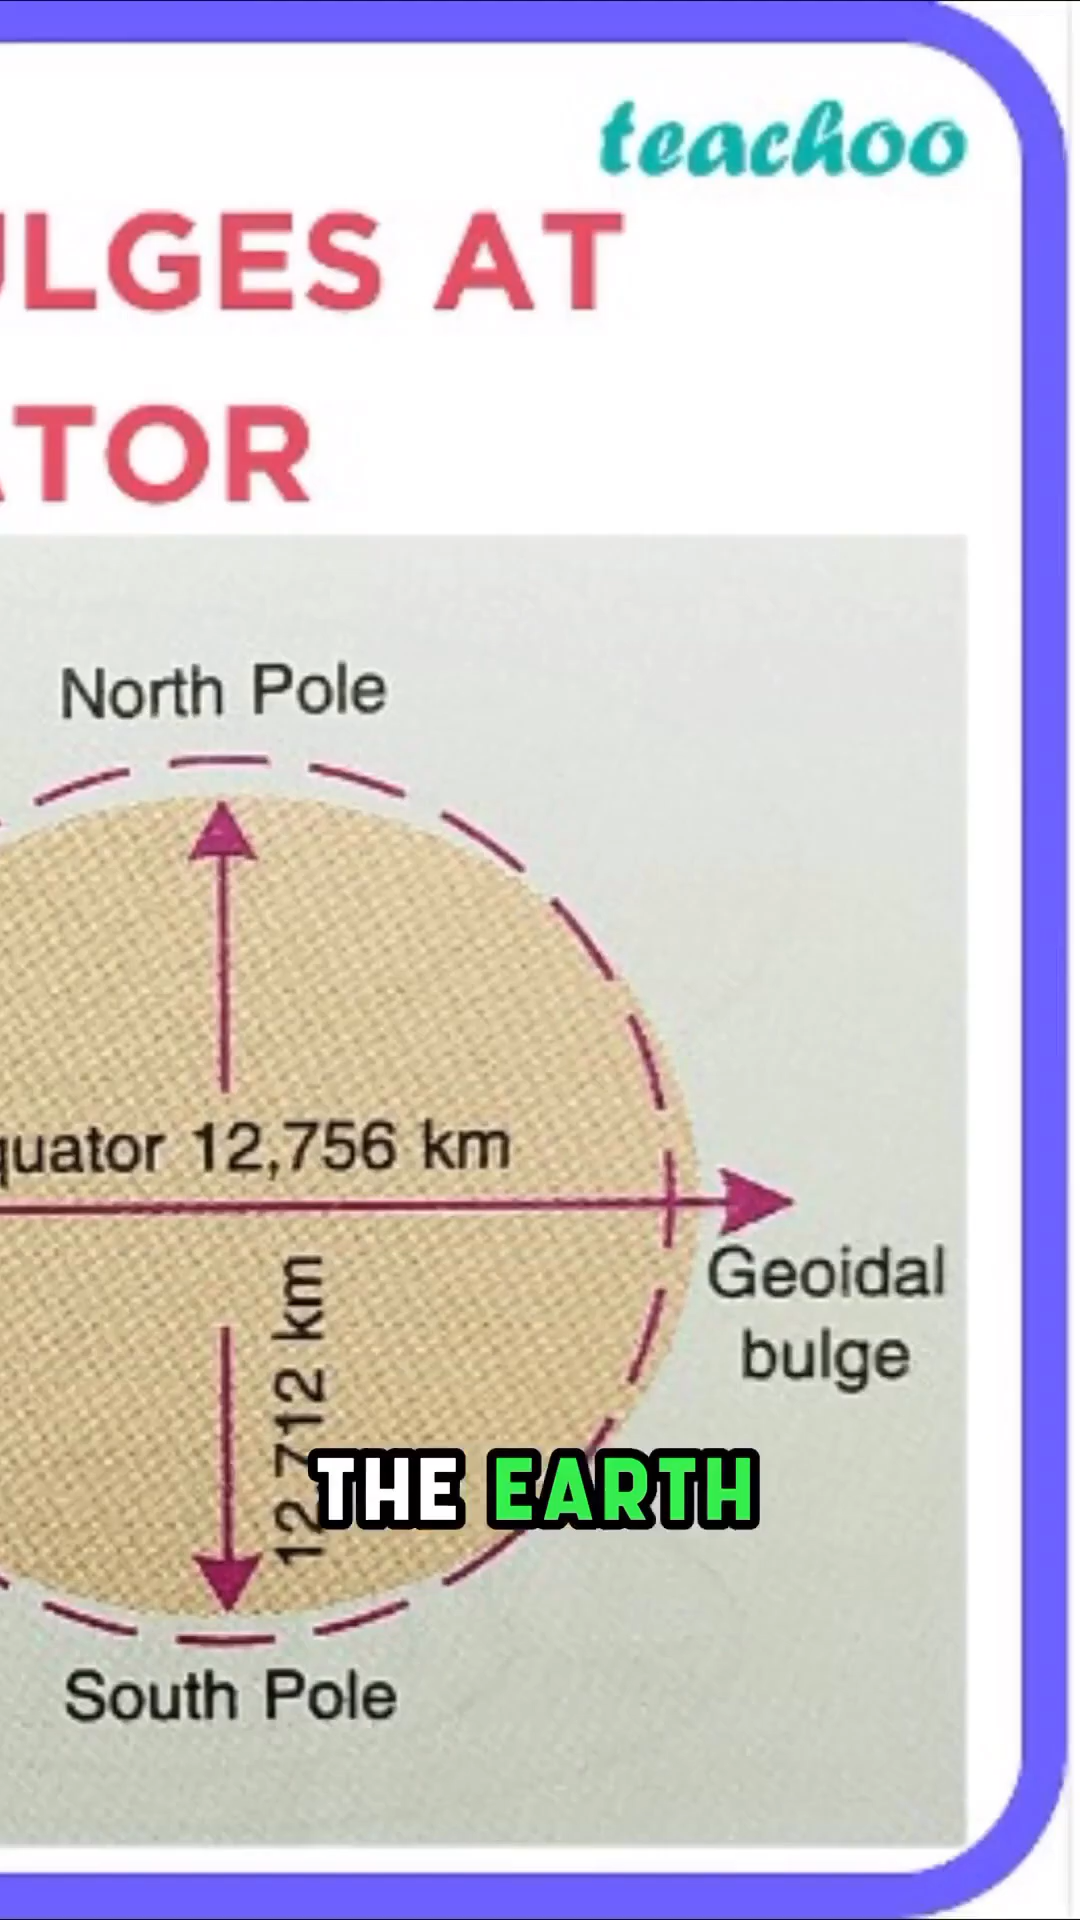 teachoo
ULGES AT
ATOR
North Pole
quator 12,756 km
Geoidal
bulge
12,712 km
THE EARTH
South Pole